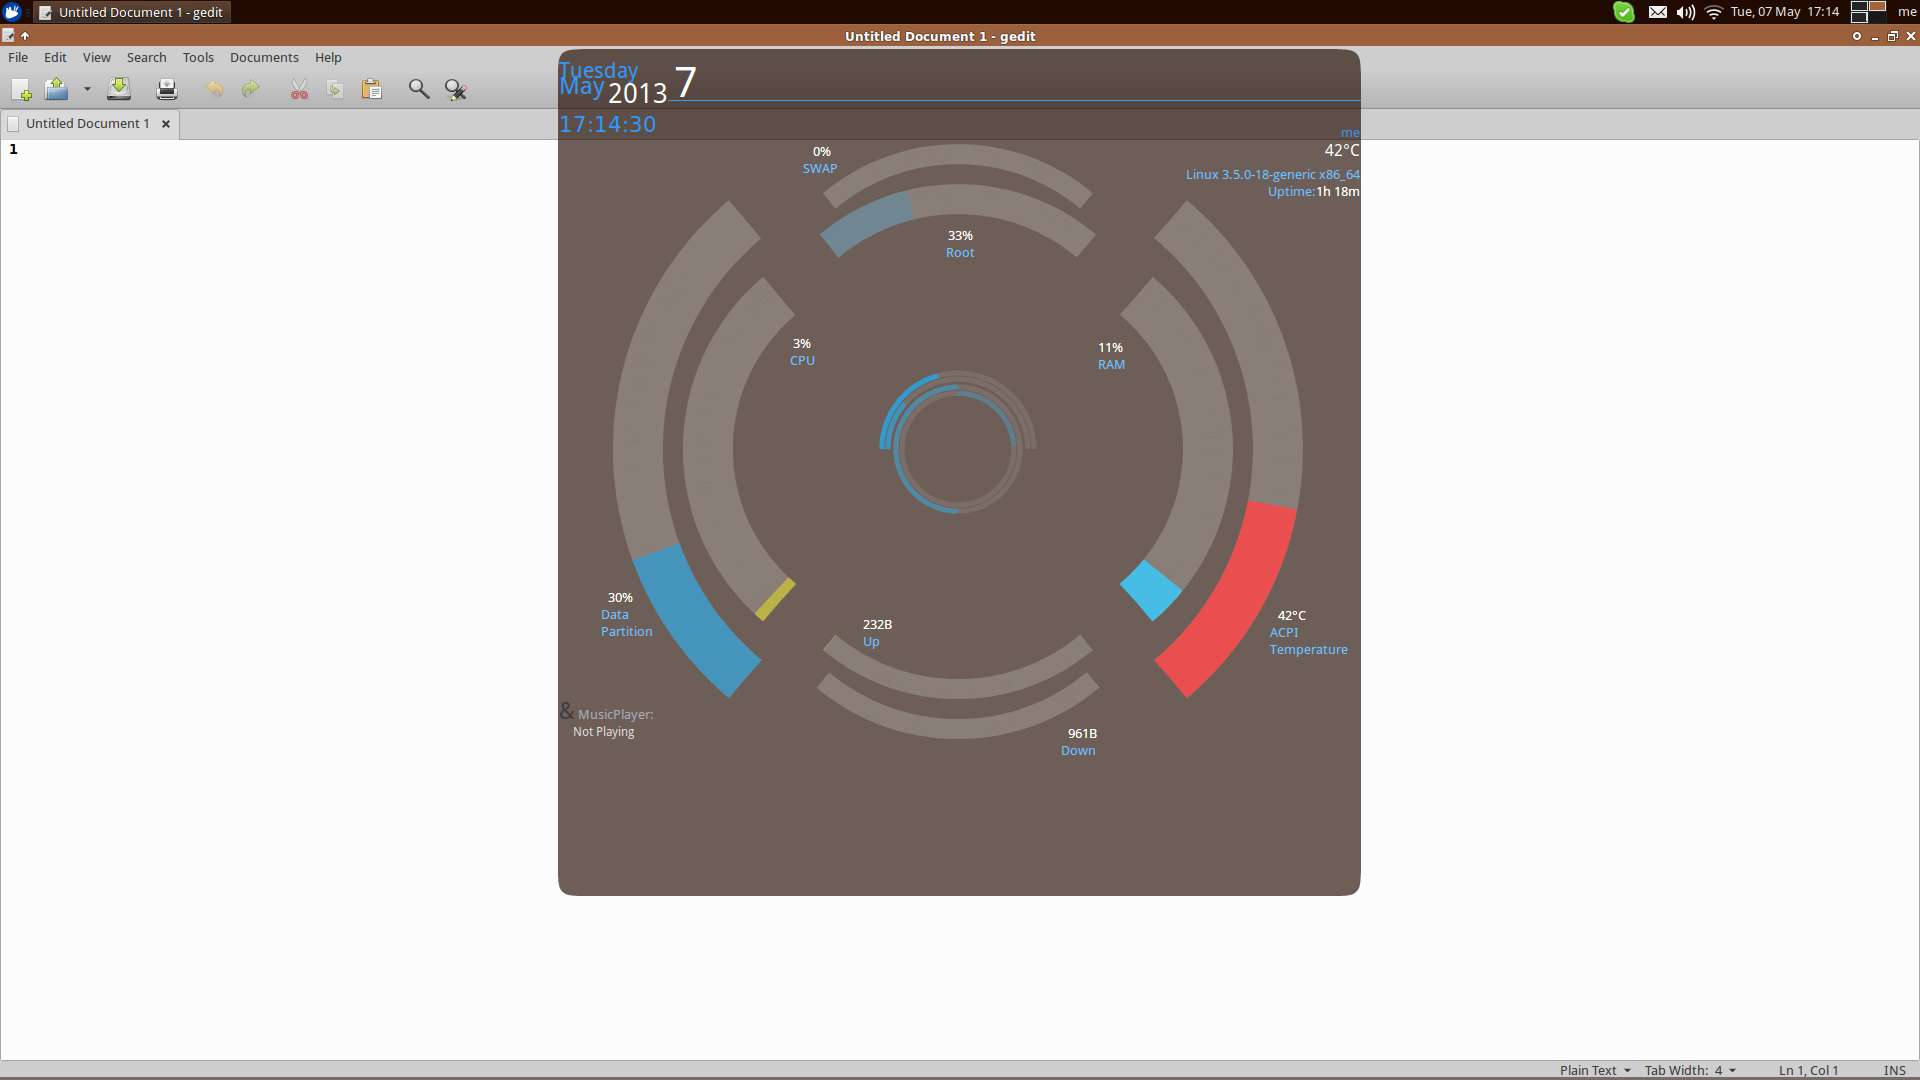 Untitled Document 1 - gedit
Tue, 07 May 17:14
me
Untitled Document 1 - gedit
File Edit View Search Tools Documents Help
Tuesday
May 2013 7
Untitled Document 1
17:14:30
me
1
42°C
0%
SWAP
Linux 3.5.0-18-generic x86_64
Uptime:1h 18m
33%
Root
3%
CPU
11%
RAM
30%
Data
Partition
232B
Up
42°C
ACPI
Temperature
& MusicPlayer:
Not Playing
961B
Down
Plain Text Tab Width: 4 Ln 1, Col 1 INS